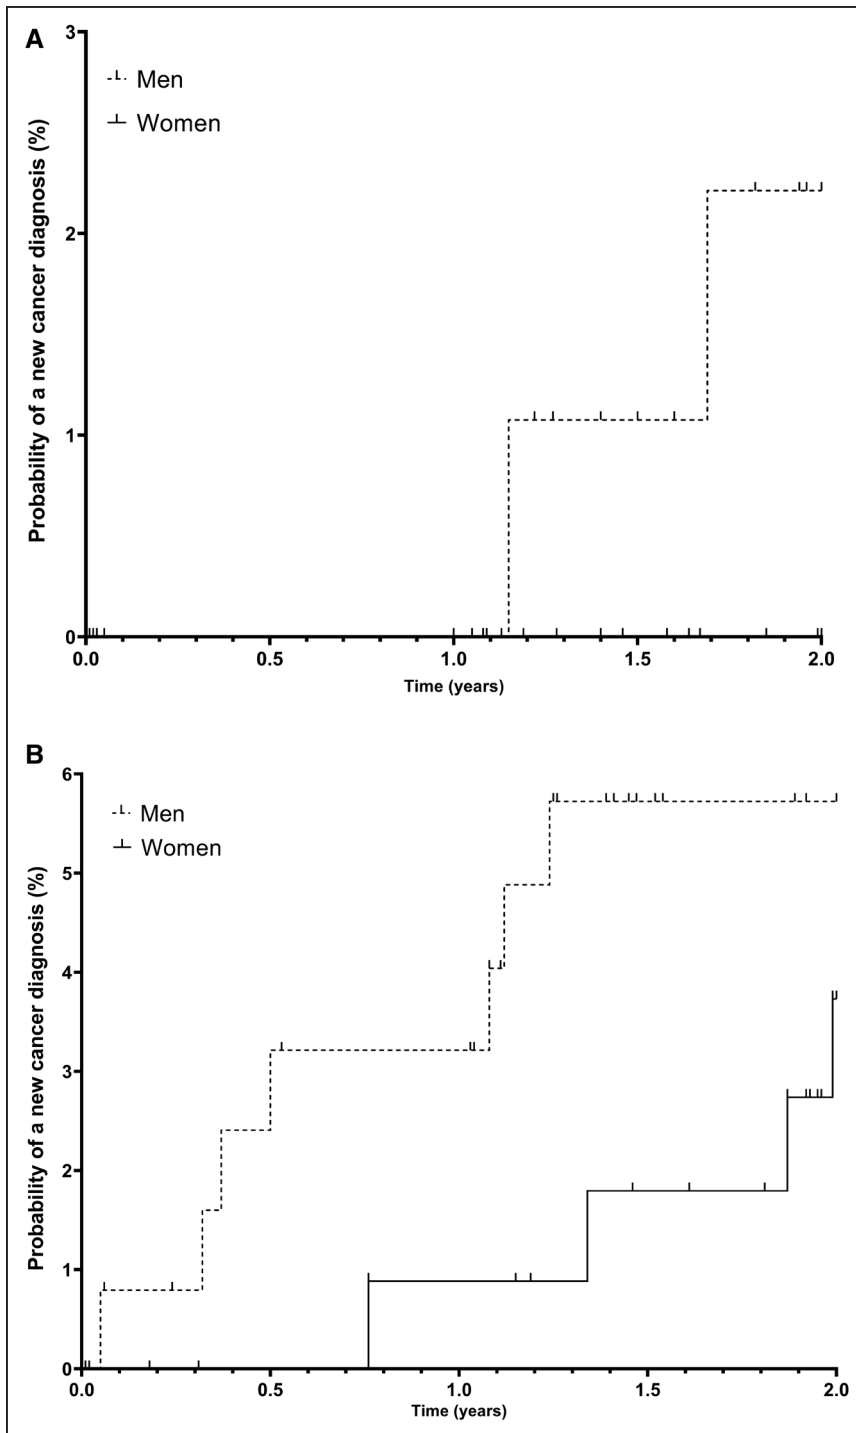 A
Probability of a new cancer diagnosis (%)
3
2
1
0
Men
Women
0.0 0.5 1.0 1.5 2.0
Time (years)
B
Probability of a new cancer diagnosis (%)
6
5
4
3
2
1
0
Men
Women
0.0 0.5 1.0 1.5 2.0
Time (years)